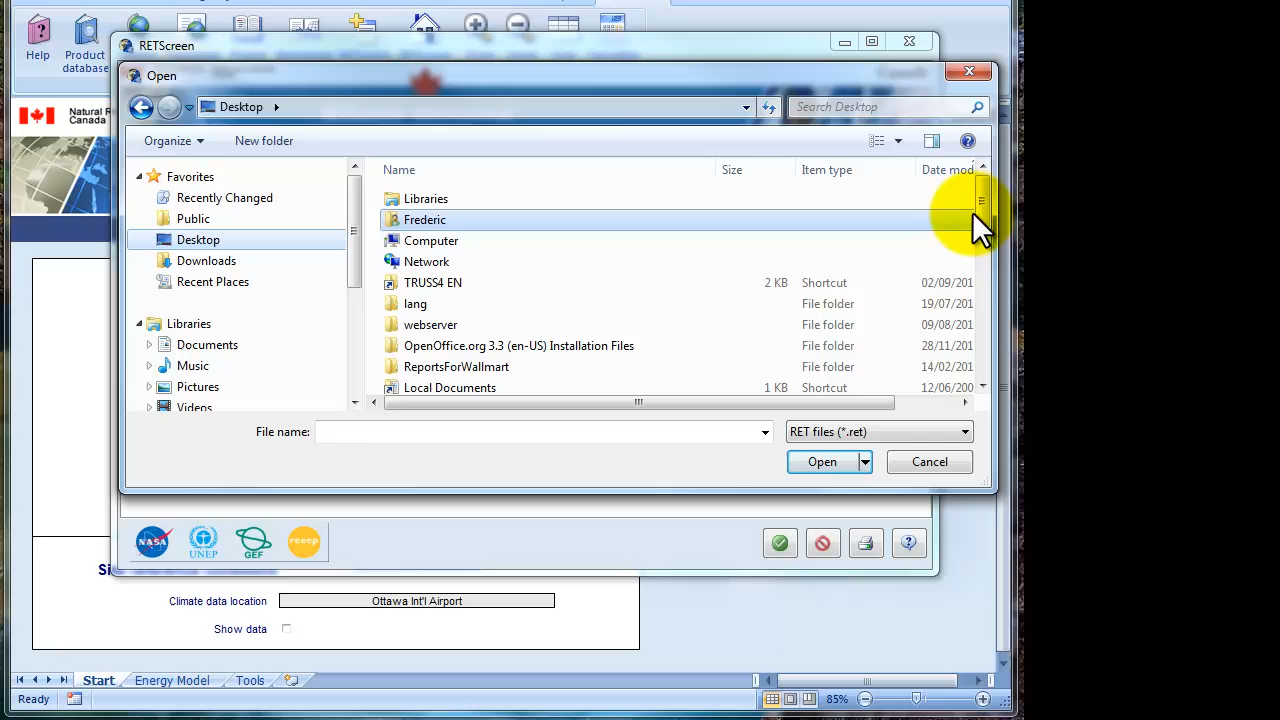 Help
Product
database
RETScreen
Open
Desktop
Search Desktop
Organize
New folder
Natural R
Canada
Name
Size
Item type
Date mod
Favorites
Recently Changed
Public
Desktop
Downloads
Recent Places
Libraries
Documents
Music
Pictures
Videos
Libraries
Frederic
Computer
Network
TRUSS4 EN 2 KB Shortcut 02/09/201
lang File folder 19/07/201
webserver File folder 09/08/201
OpenOffice.org 3.3 (en-US) Installation Files File folder 28/11/201
ReportsForWallmart File folder 14/02/201
Local Documents 1 KB Shortcut 12/06/200
File name:
RET files (*.ret)
Open
Cancel
NASA
UNEP
GEF
reeep
Climate data location
Ottawa Int'l Airport
Show data
Start
Energy Model
Tools
Ready
85%